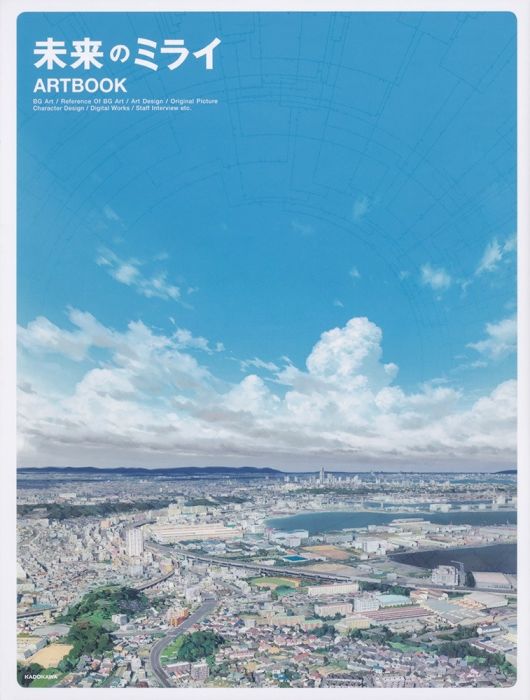 未来のミライ
ARTBOOK
BG Art / Reference Of BG Art / Art Design / Original Picture
Character Design / Digital Works / Staff Interview etc.
KADOKAWA